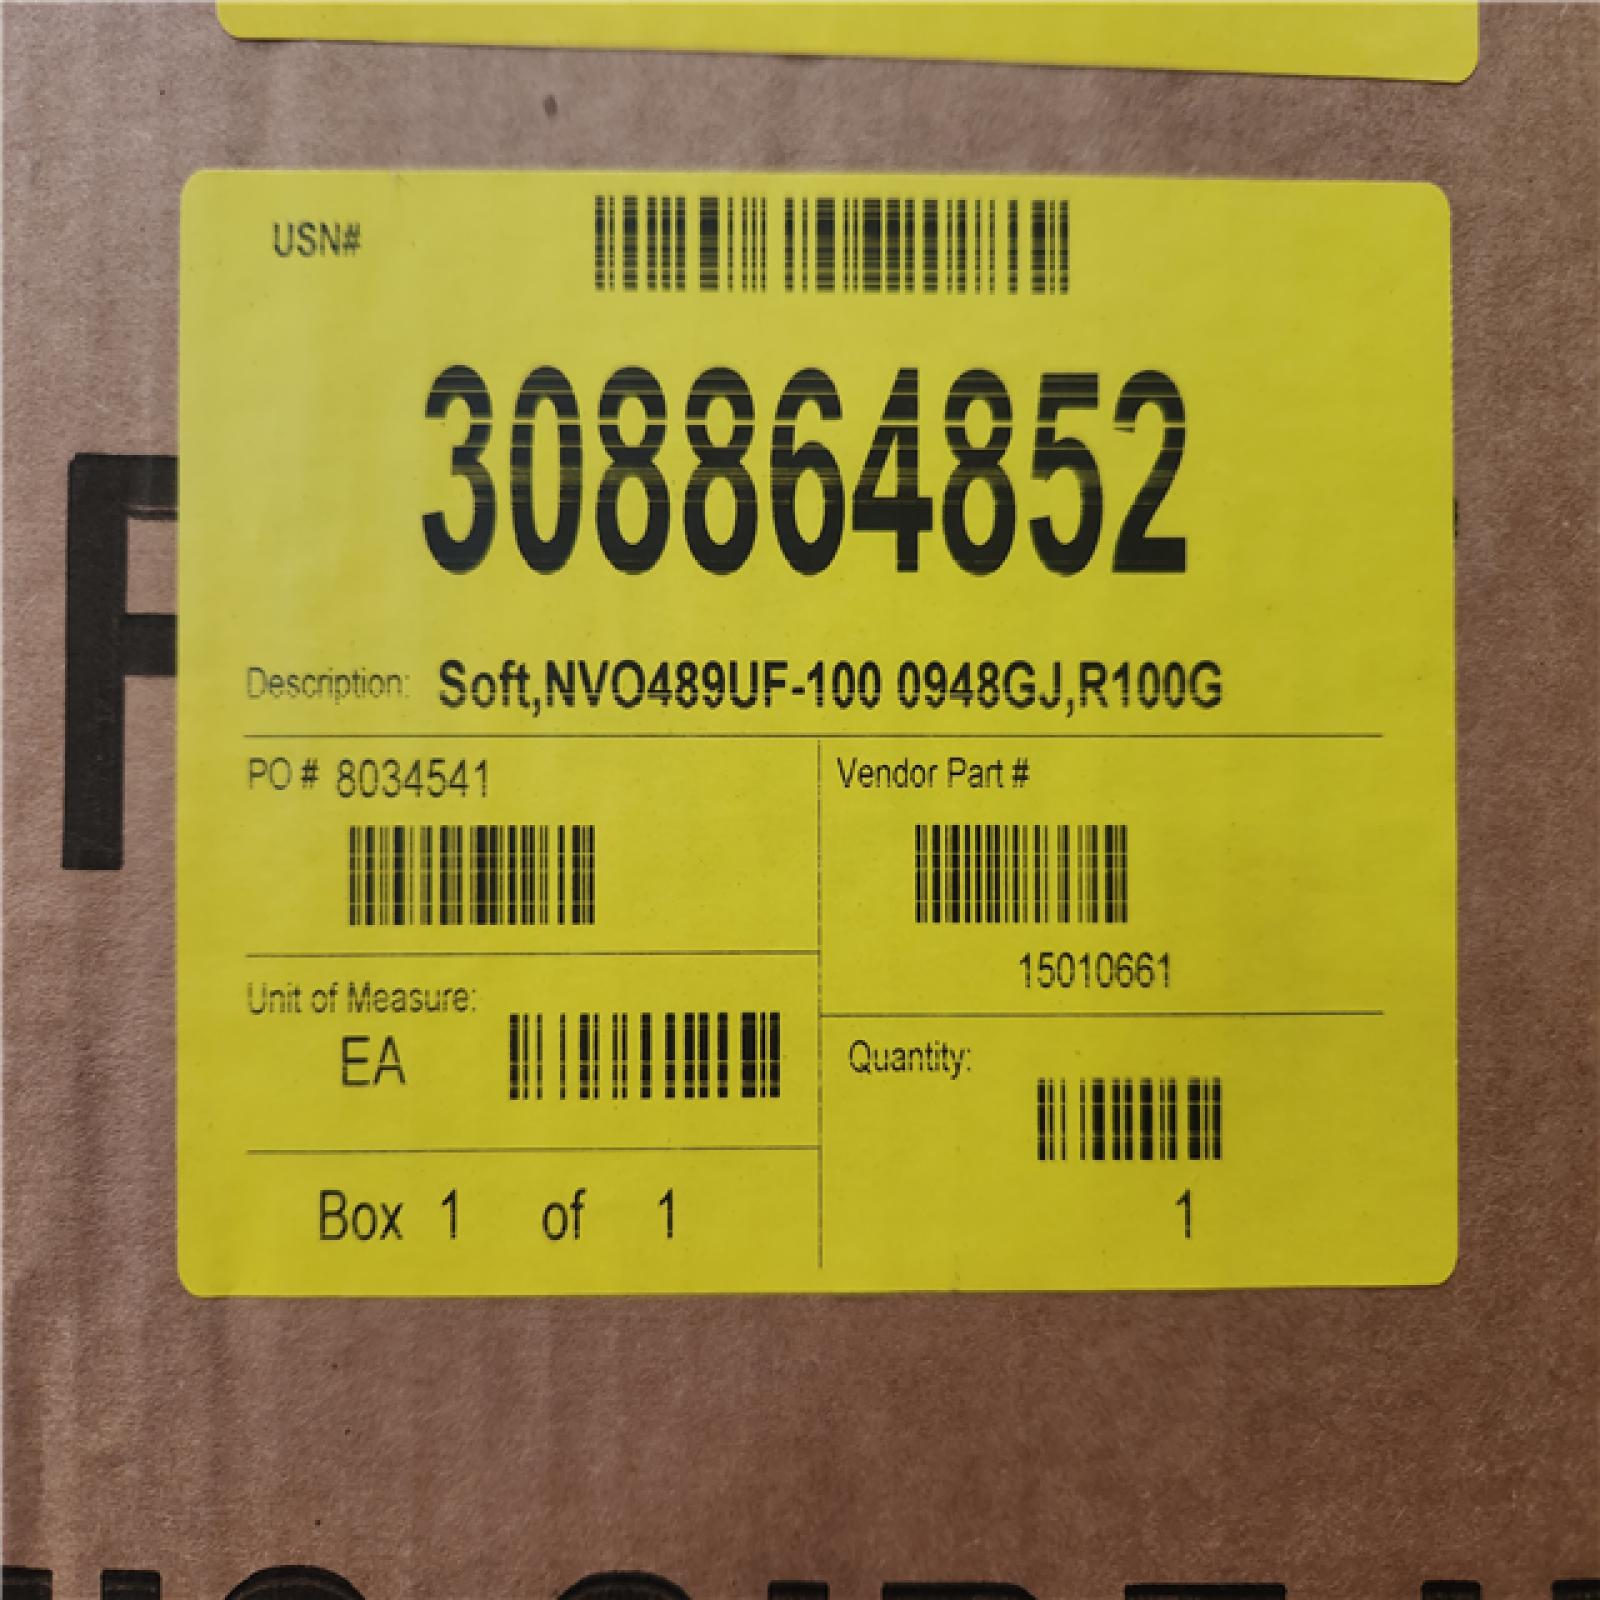 USN#
308864852
Description: Soft,NVO489UF-100 0948GJ,R100G
PO # 8034541
Vendor Part #
15010661
Unit of Measure:
EA
Quantity:
1
Box 1 of 1